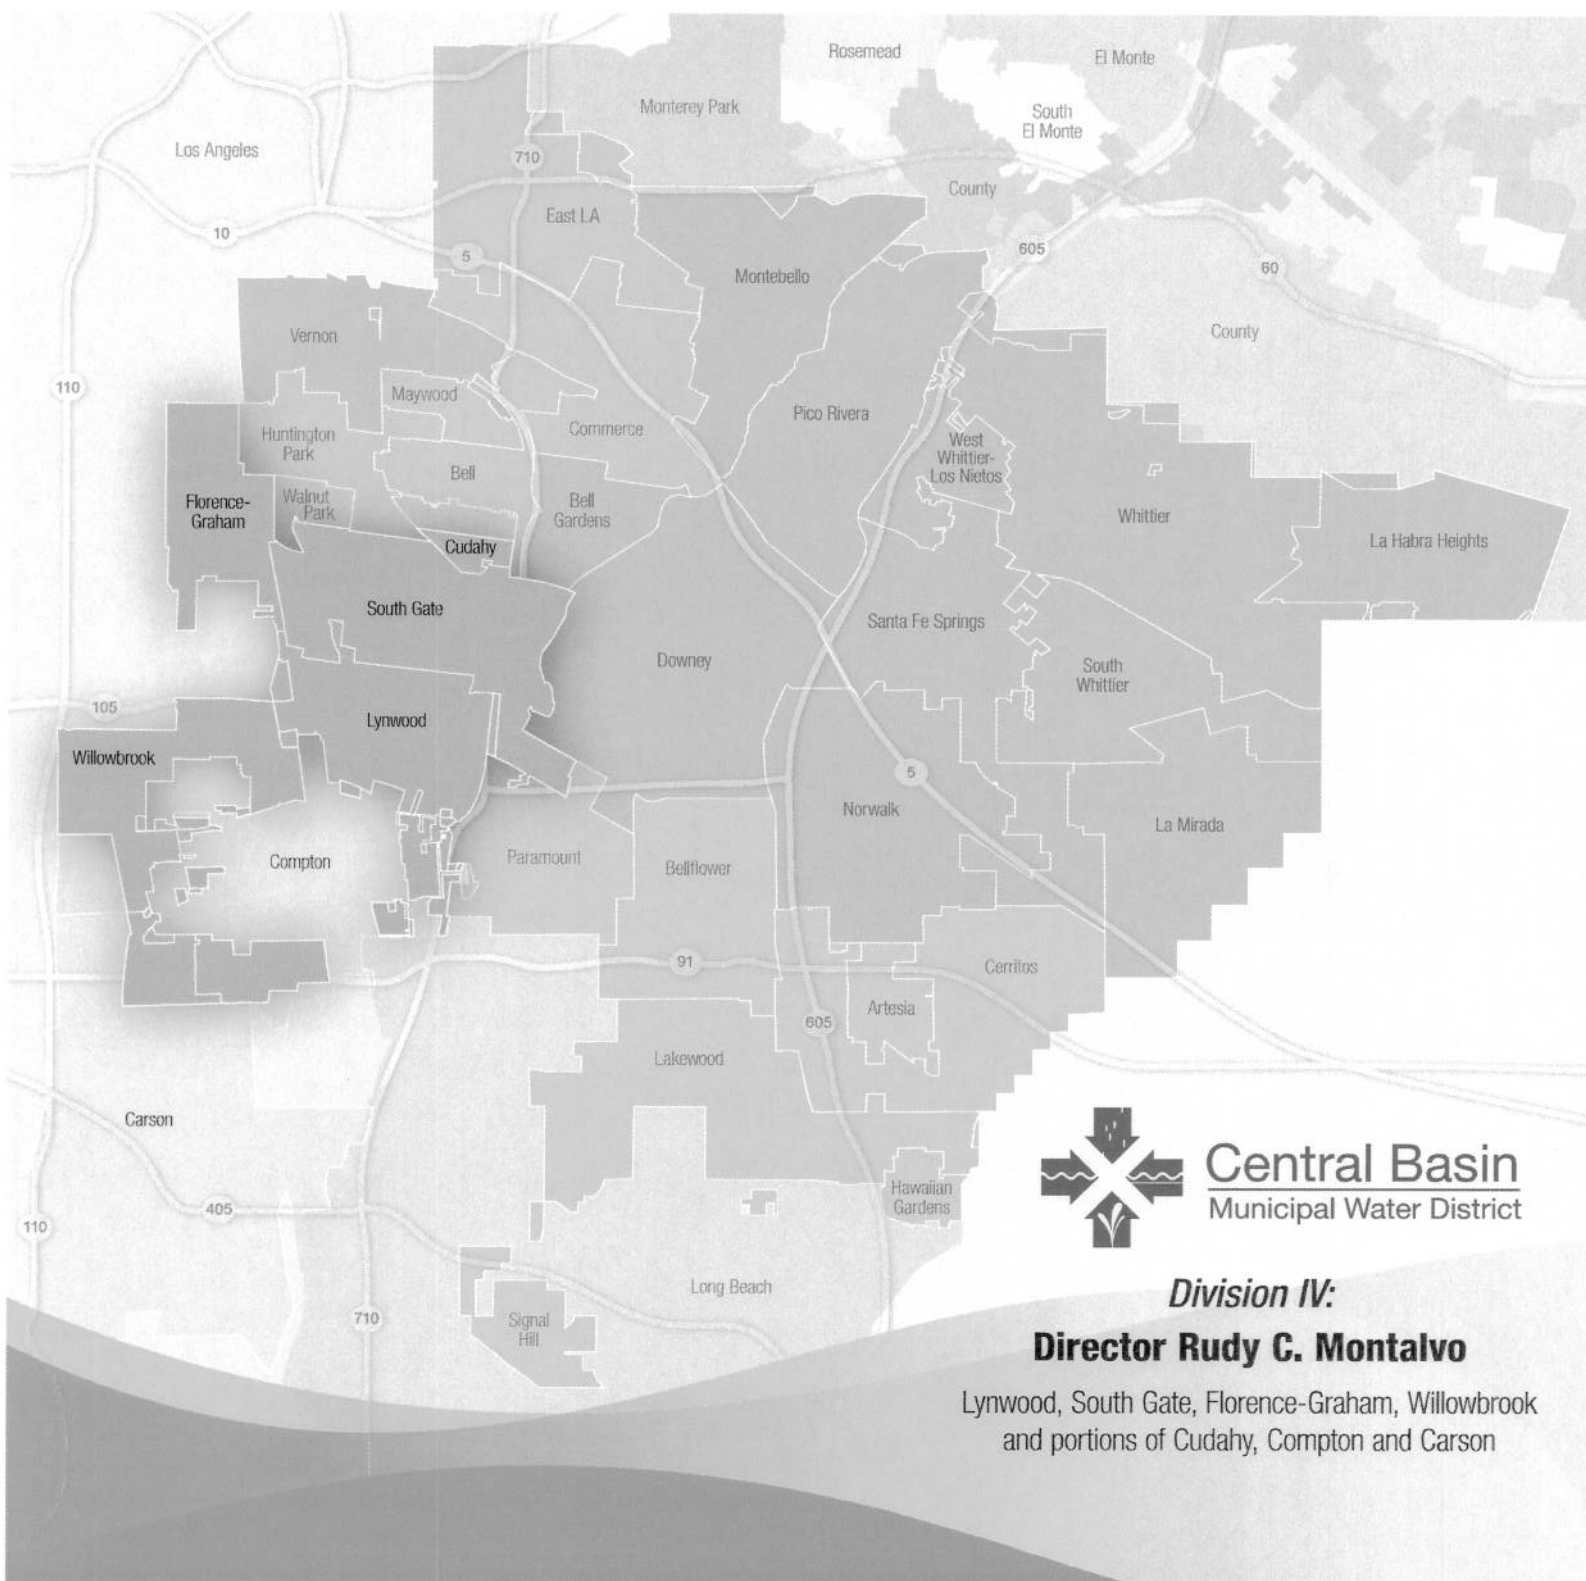 Rosemead
El Monte
Monterey Park
South
El Monte
Los Angeles
710
County
East LA
10
5
605
60
Montebello
County
Vernon
110
Maywood
Pico Rivera
Commerce
Huntington
Park
West
Whittier-
Los Nietos
Bell
Florence-
Graham
Walnut
Park
Bell
Gardens
Whittier
La Habra Heights
Cudahy
South Gate
Santa Fe Springs
Downey
South
Whittier
105
Lynwood
Willowbrook
5
Norwalk
La Mirada
Compton
Paramount
Bellflower
91
Cerritos
Artesia
605
Lakewood
Carson
Hawaiian
Gardens
405
110
Long Beach
710
Signal
Hill
Central Basin
Municipal Water District
Division IV:
Director Rudy C. Montalvo
Lynwood, South Gate, Florence-Graham, Willowbrook
and portions of Cudahy, Compton and Carson